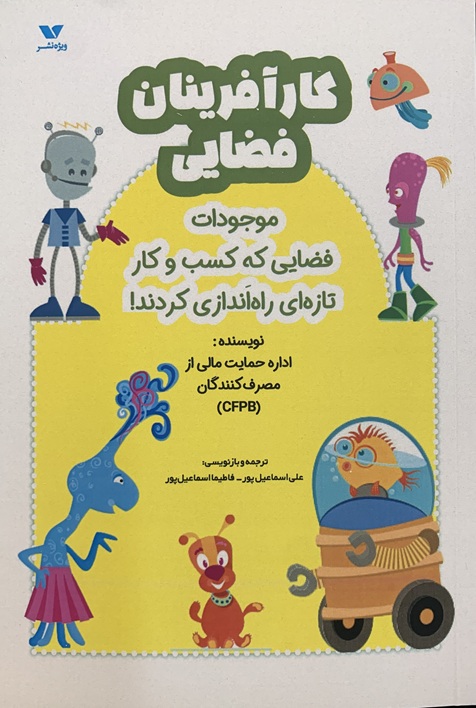 ویژه نشر
کارآفرینان
فضایی
موجودات
فضایی که کسب و کار
تازه‌ای راه‌اَندازی کردند!
نویسنده:
اداره حمایت مالی از
مصرف‌کنندگان
(CFPB)
ترجمه و بازنویسی:
علی اسماعیل پور - فاطیما اسماعیل‌پور